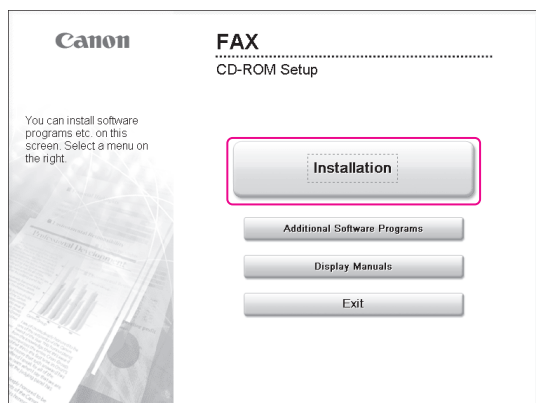 Canon
FAX
CD-ROM Setup
You can install software
programs etc. on this
screen. Select a menu on
the right.
Installation
Additional Software Programs
Display Manuals
Exit